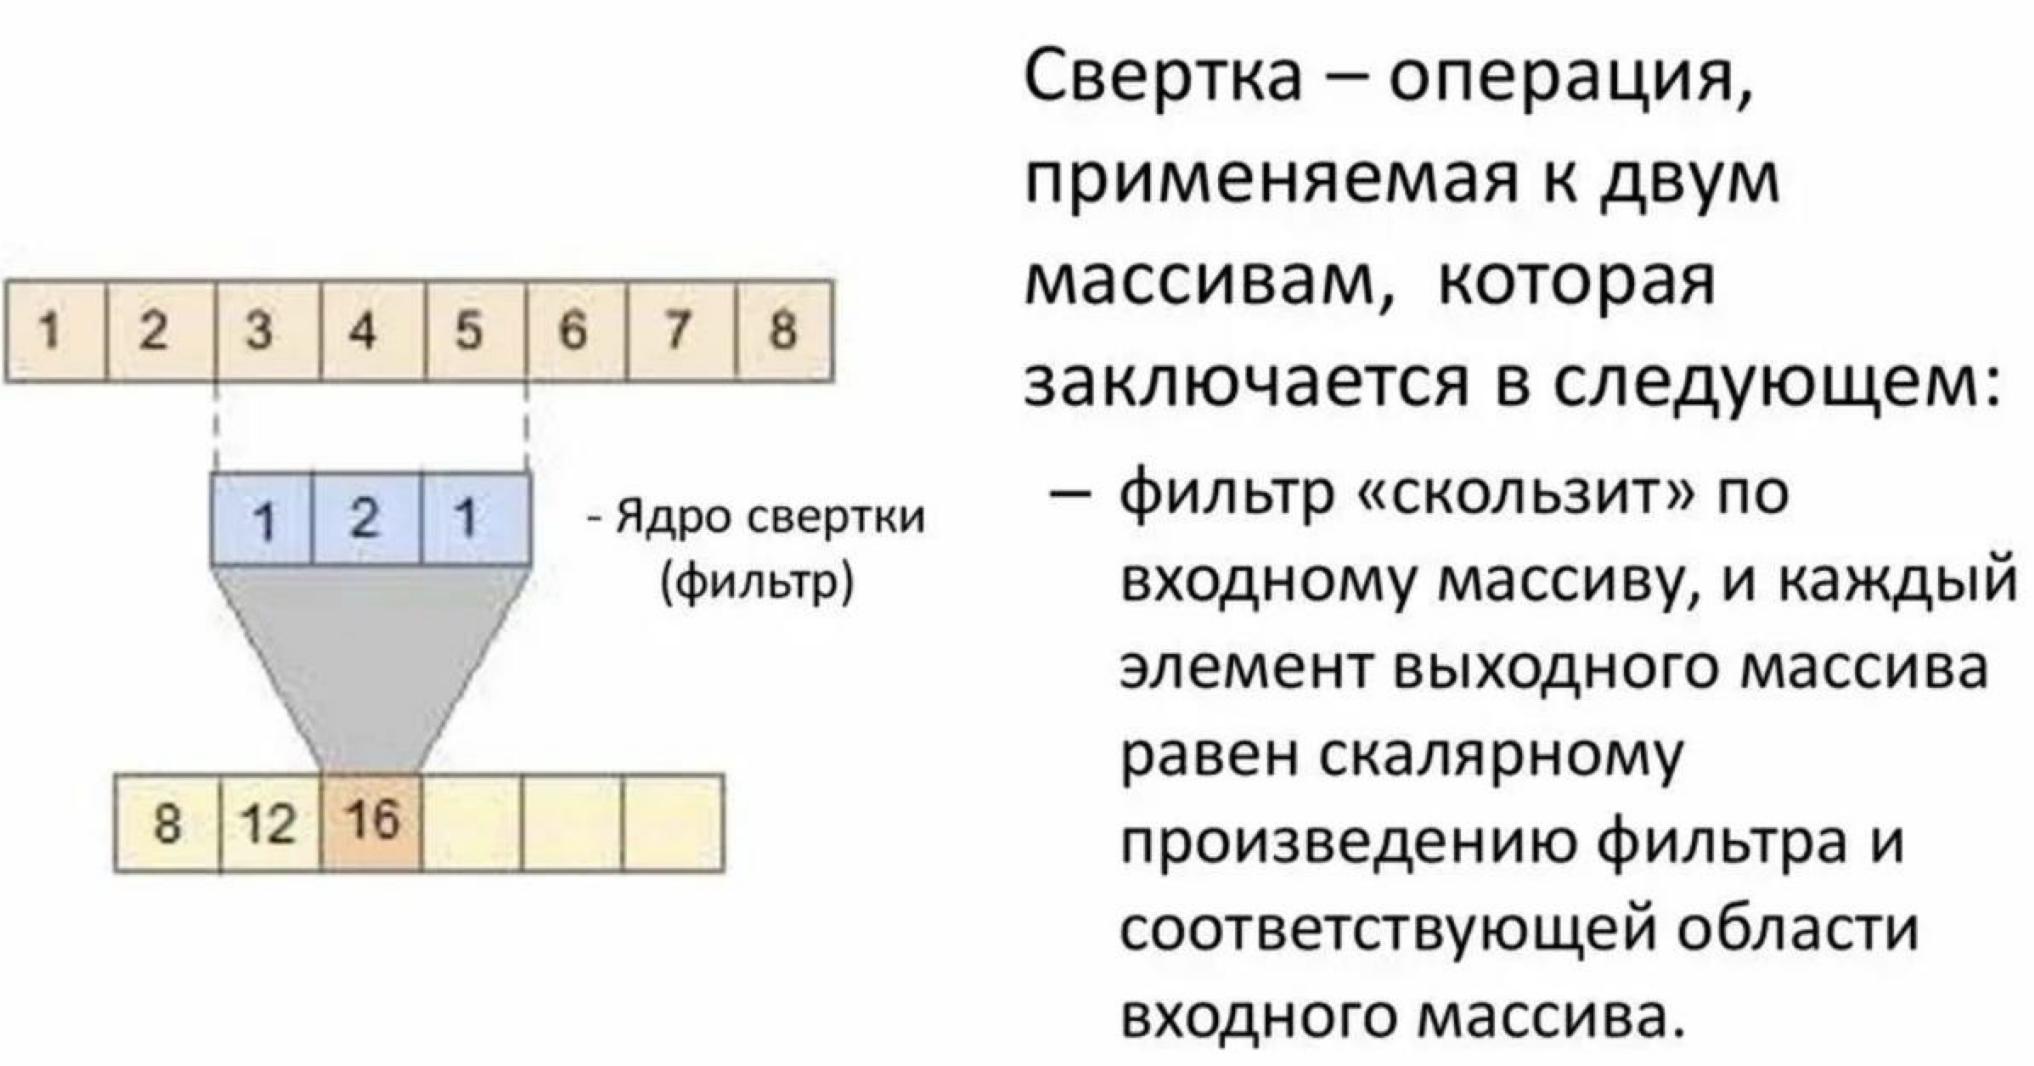 Свертка – операция,
применяемая к двум
массивам, которая
заключается в следующем:
– фильтр «скользит» по
входному массиву, и каждый
элемент выходного массива
равен скалярному
произведению фильтра и
соответствующей области
входного массива.
1 2 3 4 5 6 7 8
1 2 1
- Ядро свертки
(фильтр)
8 12 16